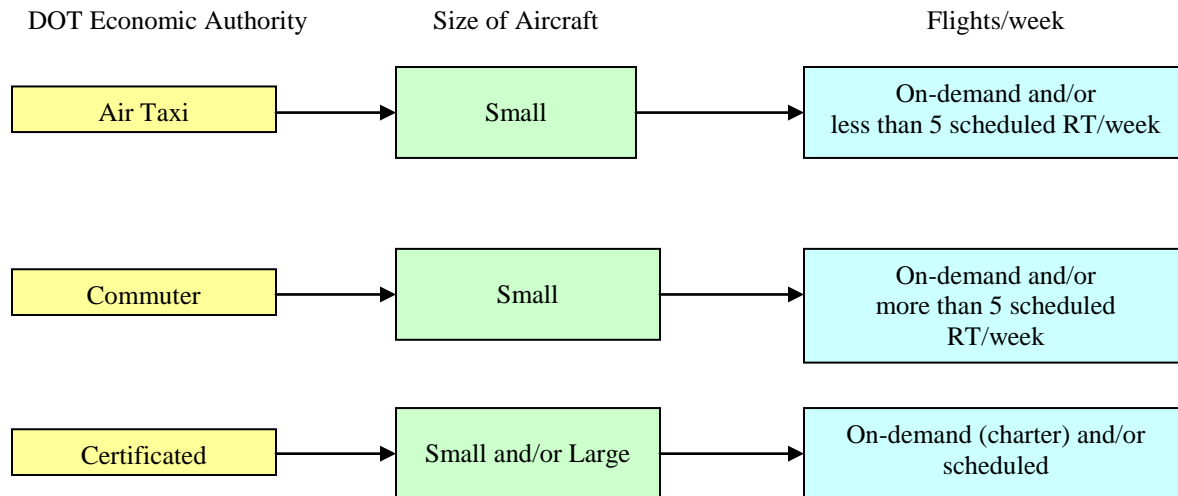 DOT Economic Authority
Size of Aircraft
Flights/week
Air Taxi
Small
On-demand and/or
less than 5 scheduled RT/week
Commuter
Small
On-demand and/or
more than 5 scheduled
RT/week
Certificated
Small and/or Large
On-demand (charter) and/or
scheduled